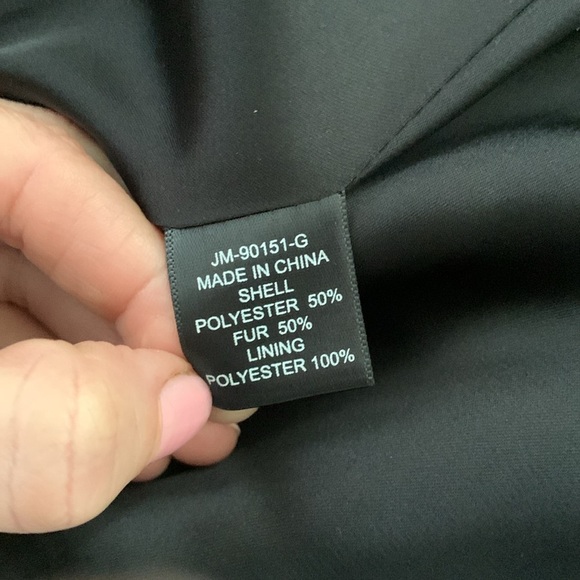 JM-90151-G
MADE IN CHINA
SHELL
POLYESTER 50%
FUR 50%
LINING
POLYESTER 100%